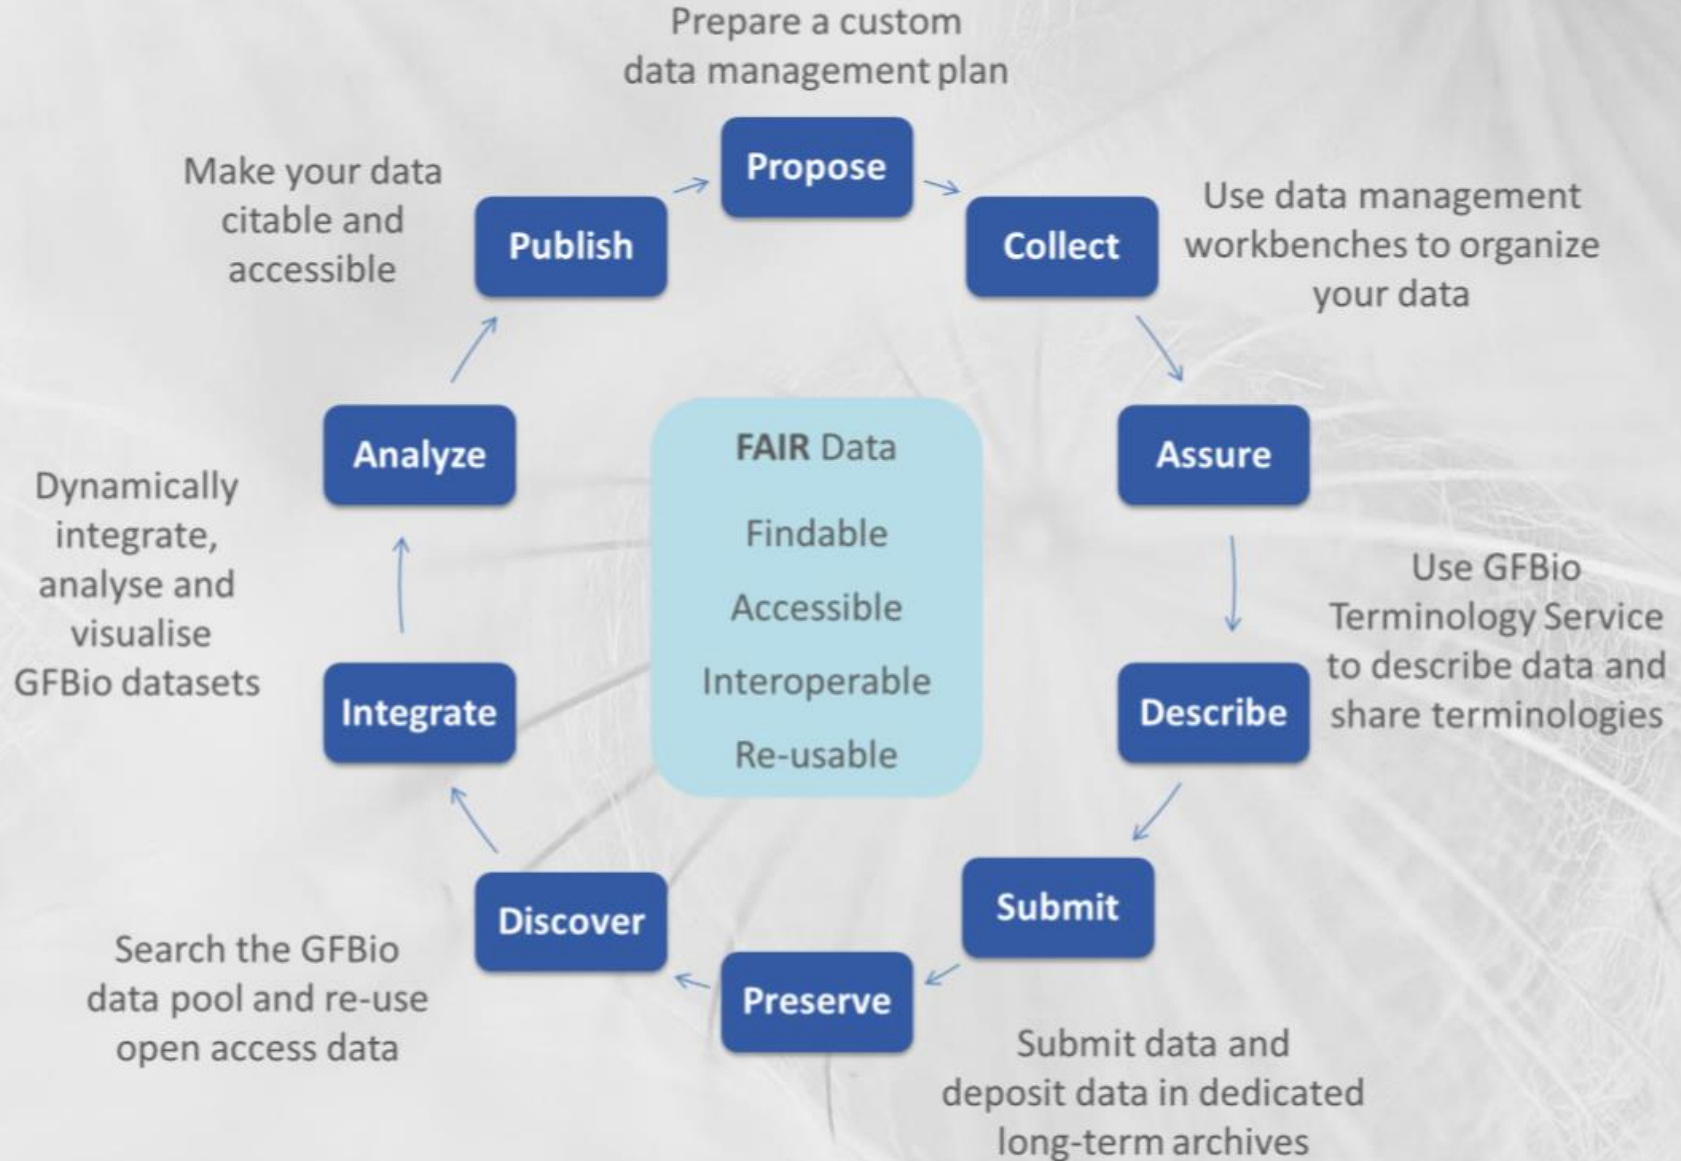 Prepare a custom
data management plan
Propose
Collect
Use data management
workbenches to organize
your data
Assure
Describe
Use GFBio
Terminology Service
to describe data and
share terminologies
Submit
Preserve
Submit data and
deposit data in dedicated
long-term archives
Discover
Search the GFBio
data pool and re-use
open access data
Integrate
Analyze
Dynamically
integrate,
analyse and
visualise
GFBio datasets
Publish
Make your data
citable and
accessible
FAIR Data
Findable
Accessible
Interoperable
Re-usable